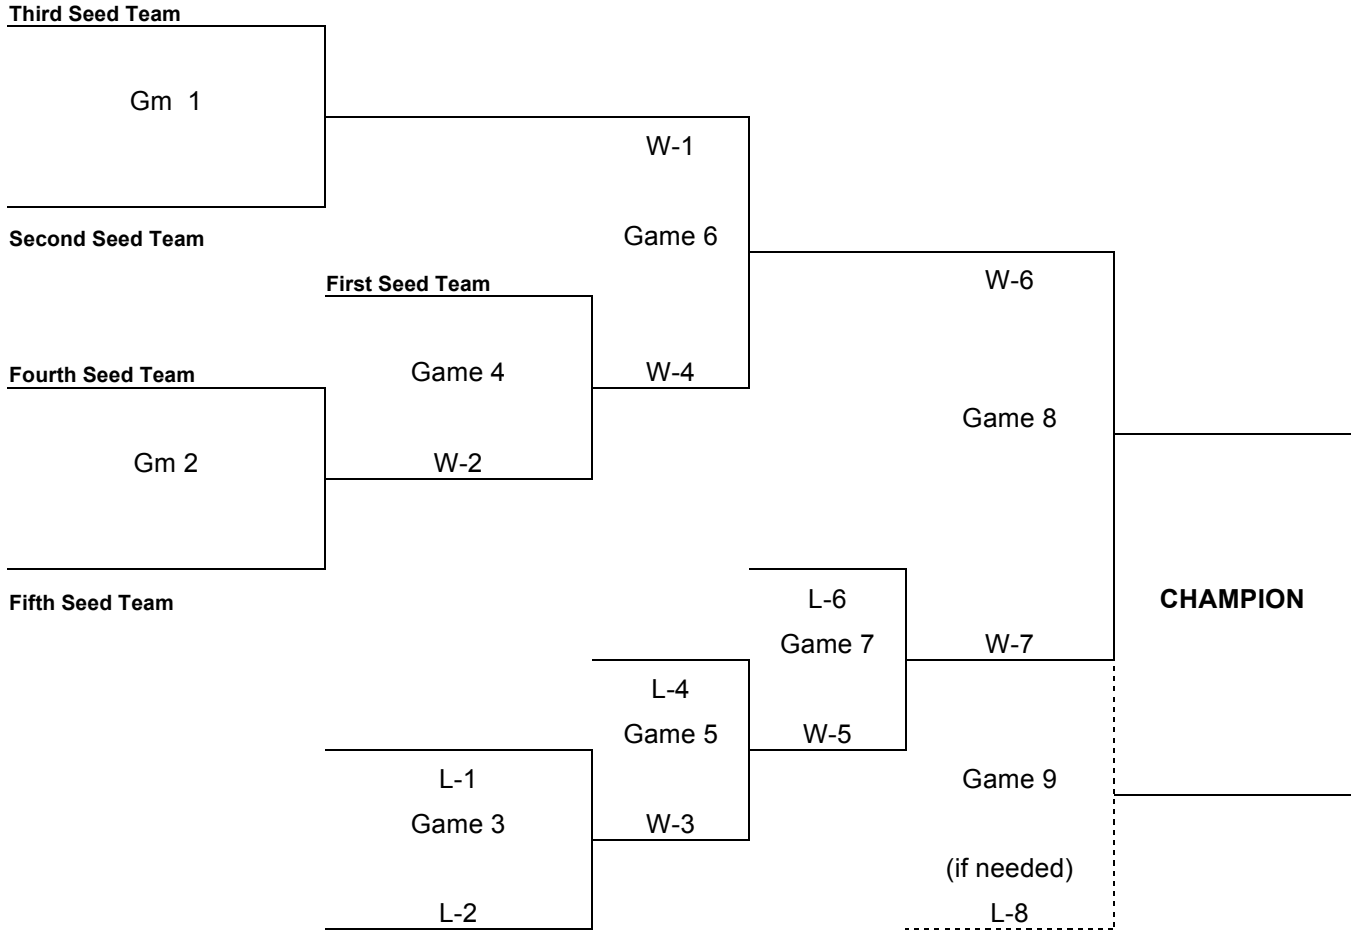 Third Seed Team
Gm 1
W-1
Second Seed Team
Game 6
First Seed Team
W-6
Fourth Seed Team
Game 4
W-4
Game 8
Gm 2
W-2
Fifth Seed Team
L-6
CHAMPION
Game 7
W-7
L-4
Game 5
W-5
L-1
Game 9
Game 3
W-3
(if needed)
L-2
L-8